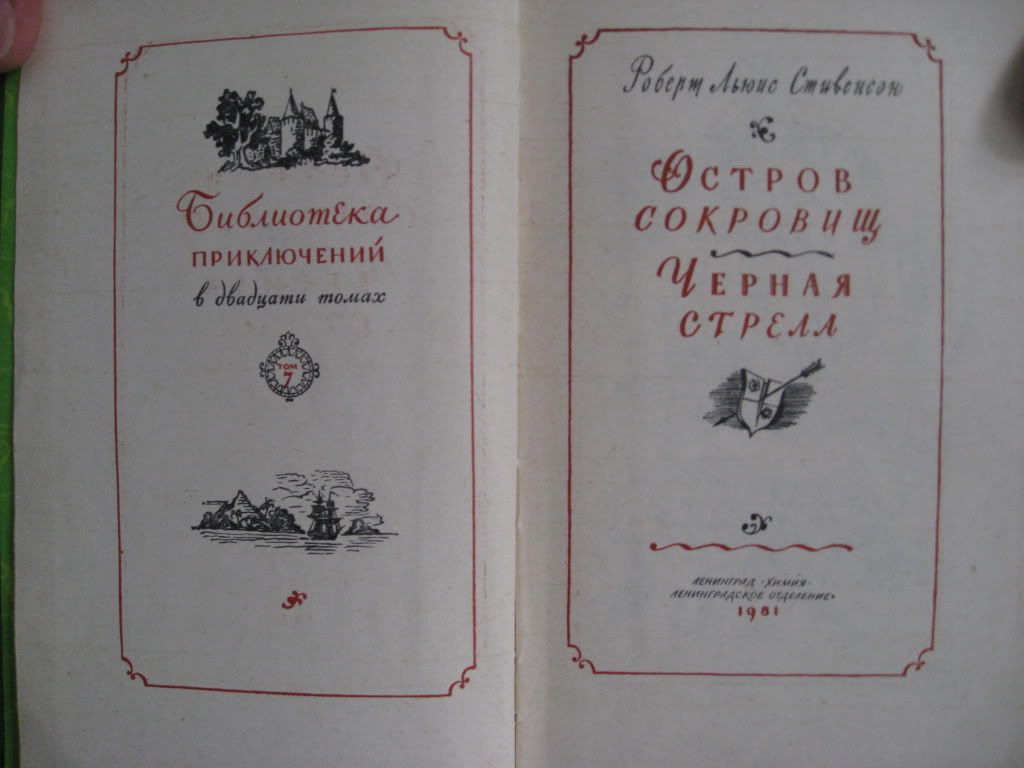 Библиотека
приключений
в двадцати томах
том
7
Роберт Льюис Стивенсон
Остров
сокровищ
Черная
стрела
Ленинград «Химия»
Ленинградское отделение
1981